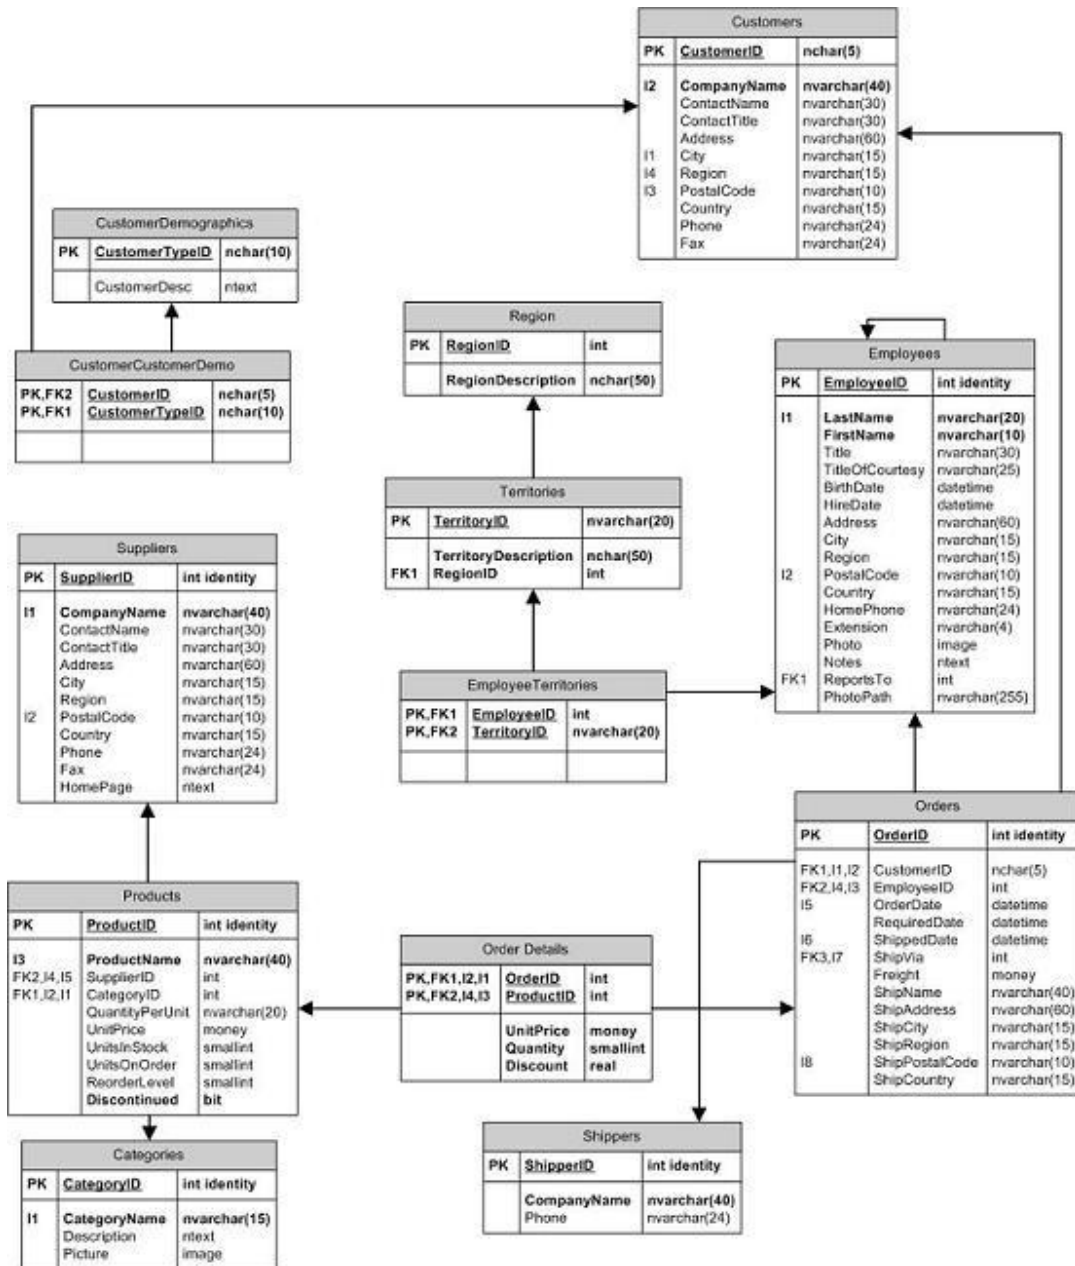 Customers
PK CustomerID nchar(5)
I2 CompanyName nvarchar(40)
ContactName nvarchar(30)
ContactTitle nvarchar(30)
Address nvarchar(60)
I1 City nvarchar(15)
I4 Region nvarchar(15)
I3 PostalCode nvarchar(10)
Country nvarchar(15)
Phone nvarchar(24)
Fax nvarchar(24)
CustomerDemographics
PK CustomerTypeID nchar(10)
CustomerDesc ntext
CustomerCustomerDemo
PK,FK2 CustomerID nchar(5)
PK,FK1 CustomerTypeID nchar(10)
Region
PK RegionID int
RegionDescription nchar(50)
Employees
PK EmployeeID int identity
I1 LastName nvarchar(20)
FirstName nvarchar(10)
Title nvarchar(30)
TitleOfCourtesy nvarchar(25)
BirthDate datetime
HireDate datetime
Address nvarchar(60)
City nvarchar(15)
Region nvarchar(15)
I2 PostalCode nvarchar(10)
Country nvarchar(15)
HomePhone nvarchar(24)
Extension nvarchar(4)
Photo image
Notes ntext
FK1 ReportsTo int
PhotoPath nvarchar(255)
Territories
PK TerritoryID nvarchar(20)
TerritoryDescription nchar(50)
FK1 RegionID int
Suppliers
PK SupplierID int identity
I1 CompanyName nvarchar(40)
ContactName nvarchar(30)
ContactTitle nvarchar(30)
Address nvarchar(60)
City nvarchar(15)
Region nvarchar(15)
I2 PostalCode nvarchar(10)
Country nvarchar(15)
Phone nvarchar(24)
Fax nvarchar(24)
HomePage ntext
EmployeeTerritories
PK,FK1 EmployeeID int
PK,FK2 TerritoryID nvarchar(20)
Orders
PK OrderID int identity
FK1,I1,I2 CustomerID nchar(5)
FK2,I4,I3 EmployeeID int
I5 OrderDate datetime
RequiredDate datetime
I6 ShippedDate datetime
FK3,I7 ShipVia int
Freight money
ShipName nvarchar(40)
ShipAddress nvarchar(60)
ShipCity nvarchar(15)
ShipRegion nvarchar(15)
I8 ShipPostalCode nvarchar(10)
ShipCountry nvarchar(15)
Products
PK ProductID int identity
I3 ProductName nvarchar(40)
FK2,I4,I5 SupplierID int
FK1,I2,I1 CategoryID int
QuantityPerUnit nvarchar(20)
UnitPrice money
UnitsInStock smallint
UnitsOnOrder smallint
ReorderLevel smallint
Discontinued bit
Order Details
PK,FK1,I2,I1 OrderID int
PK,FK2,I4,I3 ProductID int
UnitPrice money
Quantity smallint
Discount real
Shippers
PK ShipperID int identity
CompanyName nvarchar(40)
Phone nvarchar(24)
Categories
PK CategoryID int identity
I1 CategoryName nvarchar(15)
Description ntext
Picture image